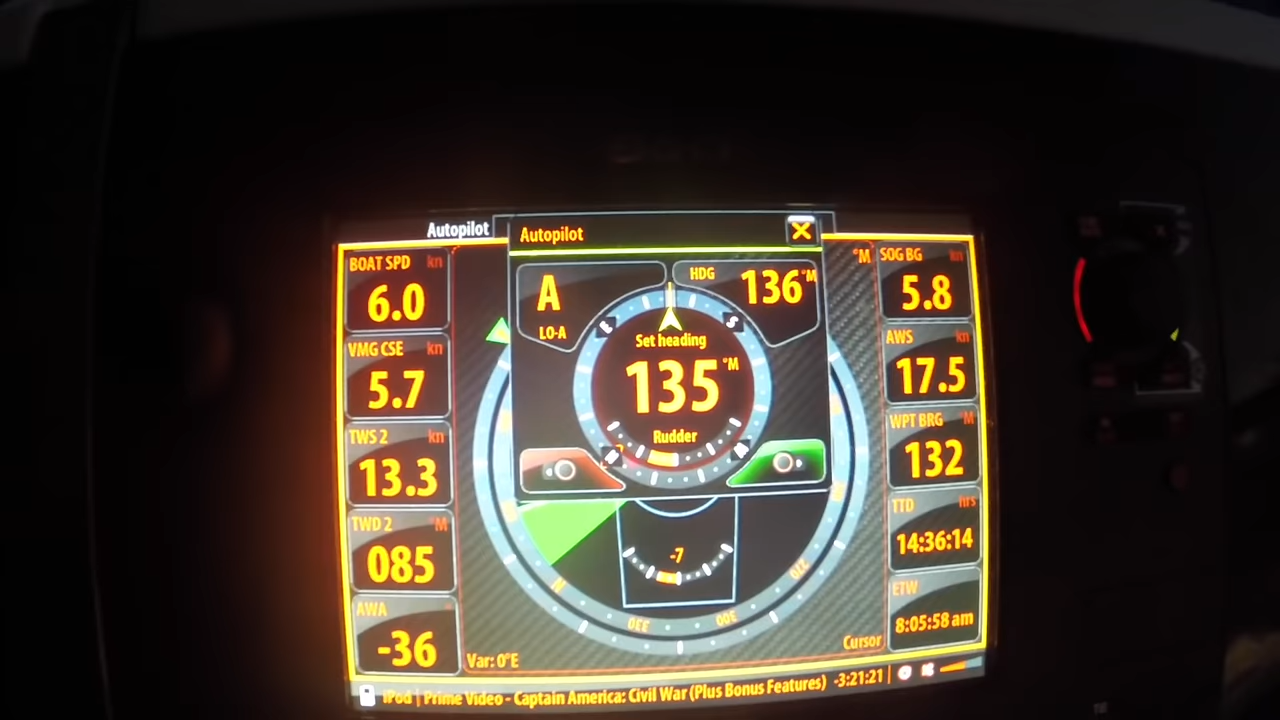 Autopilot
Autopilot
X
BOAT SPD kn
6.0
VMG CSE kn
5.7
TWS 2 kn
13.3
TWD 2 °M
085
AWA °
-36
A
LO-A
HDG 136°M
E
S
Set heading
135°M
Rudder
N
-7
N
330
300
270
Var: 0°E
°M
Cursor
SOG BG kn
5.8
AWS kn
17.5
WPT BRG °M
132
TTD hrs
14:36:14
ETW
8:05:58 am
iPod | Prime Video - Captain America: Civil War (Plus Bonus Features) -3:21:21